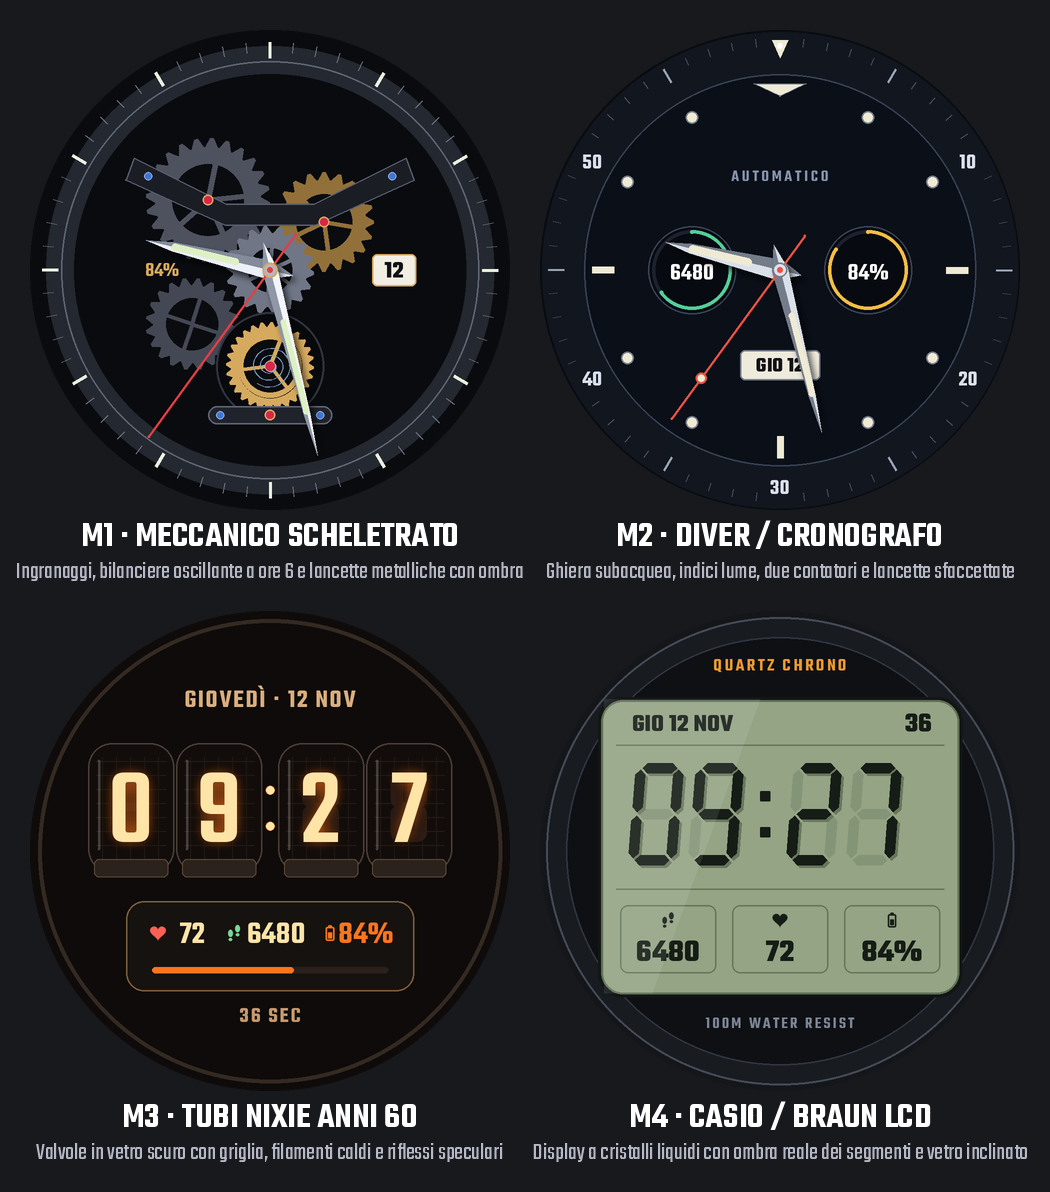 84%
12
M1 · MECCANICO SCHELETRATO
Ingranaggi, bilanciere oscillante a ore 6 e lancette metalliche con ombra
50
10
AUTOMATICO
6480
84%
GIO 12
40
20
30
M2 · DIVER / CRONOGRAFO
Ghiera subacquea, indici lume, due contatori e lancette sfaccettate
GIOVEDÌ · 12 NOV
09:27
72 6480 84%
36 SEC
M3 · TUBI NIXIE ANNI 60
Valvole in vetro scuro con griglia, filamenti caldi e riflessi speculari
QUARTZ CHRONO
GIO 12 NOV 36
09:27
6480 72 84%
100M WATER RESIST
M4 · CASIO / BRAUN LCD
Display a cristalli liquidi con ombra reale dei segmenti e vetro inclinato